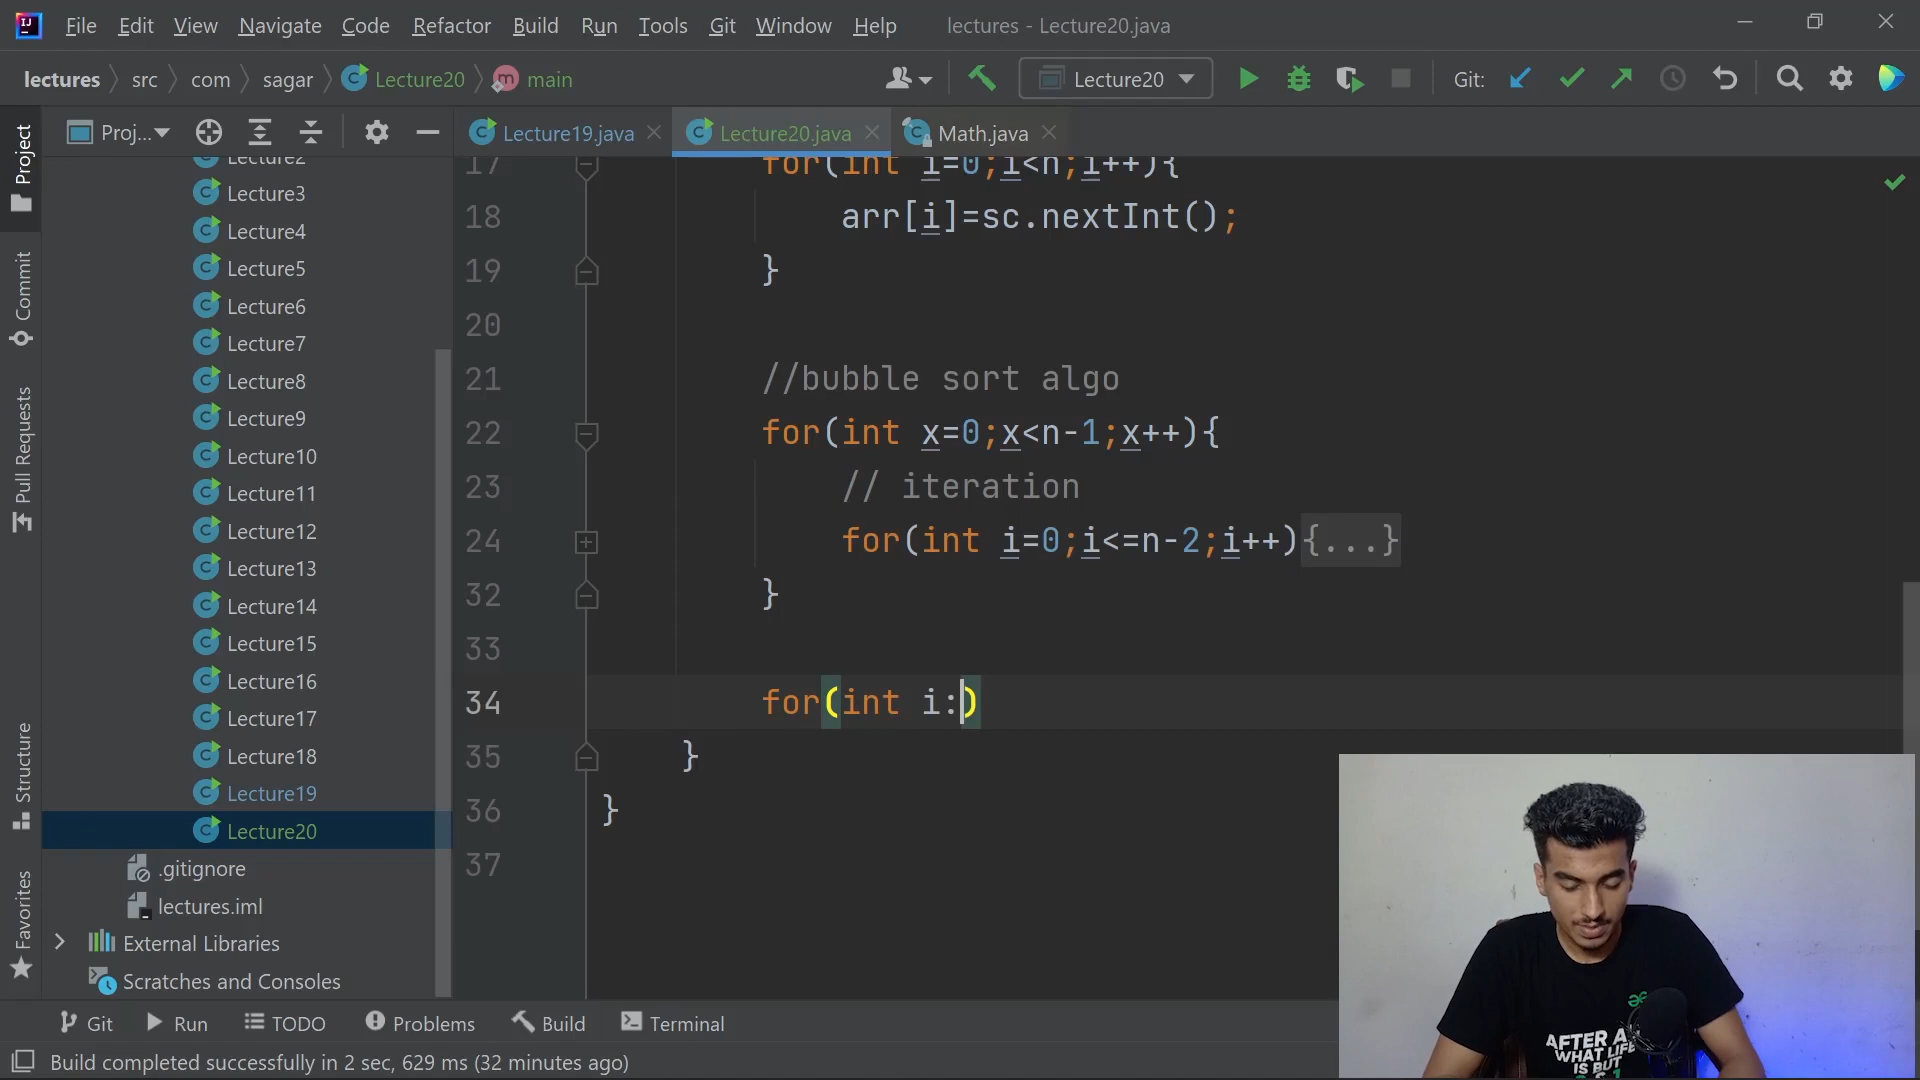 File Edit View Navigate Code Refactor Build Run Tools Git Window Help lectures - Lecture20.java
lectures src com sagar Lecture20 main
Lecture20 Git:
Project
Proj...
Lecture19.java
Lecture20.java
Math.java
Lecture2
Lecture3
Lecture4
Lecture5
Lecture6
Lecture7
Lecture8
Lecture9
Lecture10
Lecture11
Lecture12
Lecture13
Lecture14
Lecture15
Lecture16
Lecture17
Lecture18
Lecture19
Lecture20
.gitignore
lectures.iml
External Libraries
Scratches and Consoles
Commit
Pull Requests
Structure
Favorites
17 for(int i=0;i<n;i++){
18 arr[i]=sc.nextInt();
19 }
20
21 //bubble sort algo
22 for(int x=0;x<n-1;x++){
23 // iteration
24 for(int i=0;i<=n-2;i++){...}
32 }
33
34 for(int i:)
35 }
36 }
37
Git Run TODO Problems Build Terminal
Build completed successfully in 2 sec, 629 ms (32 minutes ago)
AFTER A
WHAT LIFE
IS BUT